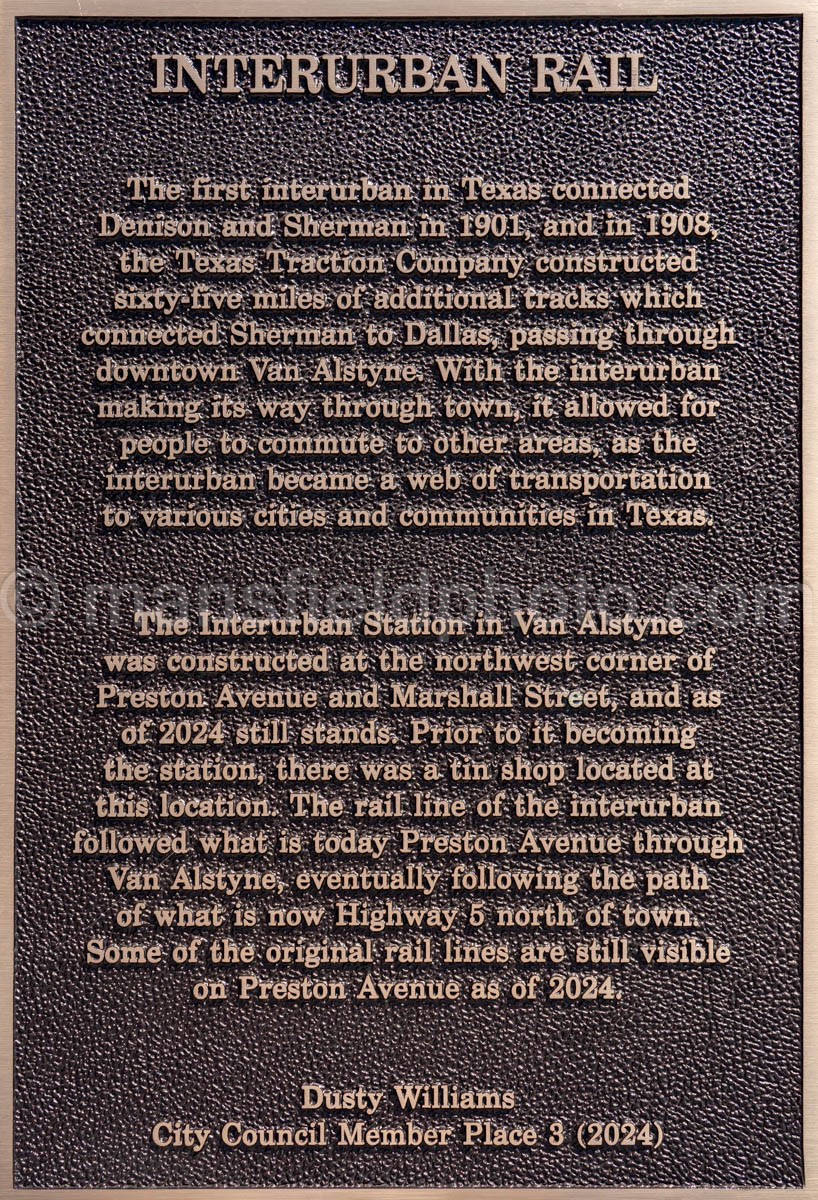 INTERURBAN RAIL
The first interurban in Texas connected
Denison and Sherman in 1901, and in 1908,
the Texas Traction Company constructed
sixty-five miles of additional tracks which
connected Sherman to Dallas, passing through
downtown Van Alstyne. With the interurban
making its way through town, it allowed for
people to commute to other areas, as the
interurban became a web of transportation
to various cities and communities in Texas.
© mansfieldphoto.com
The Interurban Station in Van Alstyne
was constructed at the northwest corner of
Preston Avenue and Marshall Street, and as
of 2024 still stands. Prior to it becoming
the station, there was a tin shop located at
this location. The rail line of the interurban
followed what is today Preston Avenue through
Van Alstyne, eventually following the path
of what is now Highway 5 north of town.
Some of the original rail lines are still visible
on Preston Avenue as of 2024.
Dusty Williams
City Council Member Place 3 (2024)